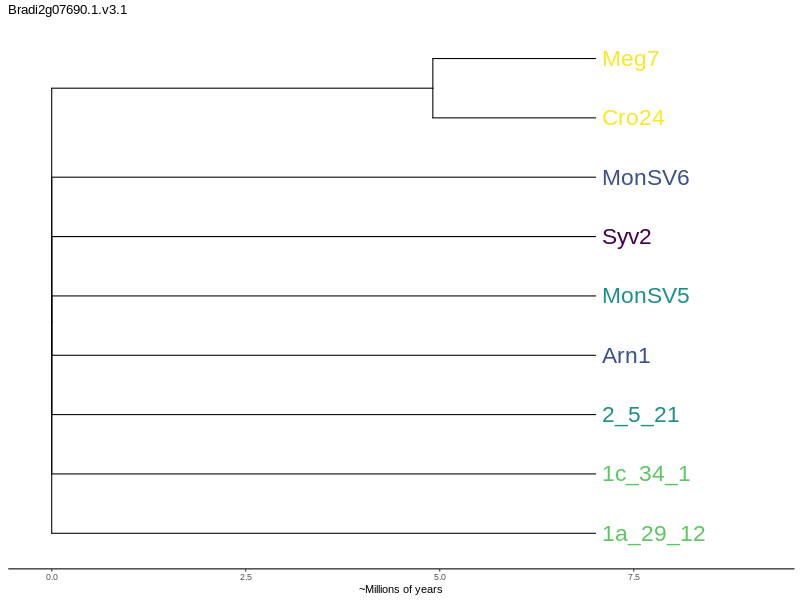 Bradi2g07690.1.v3.1
Meg7
Cro24
MonSV6
Syv2
MonSV5
Arn1
2_5_21
1c_34_1
1a_29_12
0.0 2.5 5.0 7.5
~Millions of years